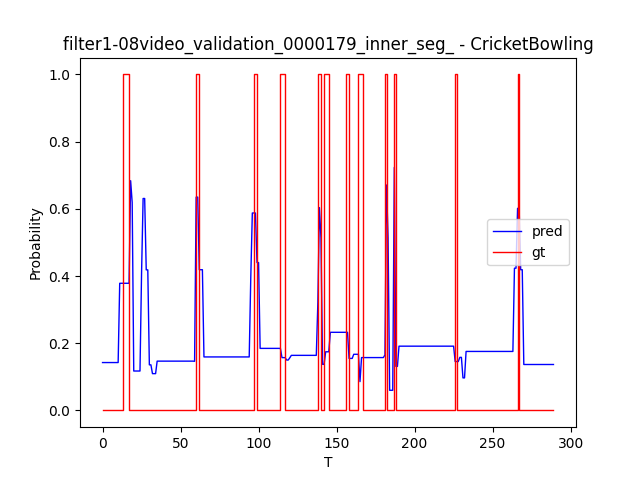 filter1-08video_validation_0000179_inner_seg_ - CricketBowling
1.0
0.8
0.6
0.4
0.2
0.0
Probability
pred
gt
0
50
100
150
200
250
300
T